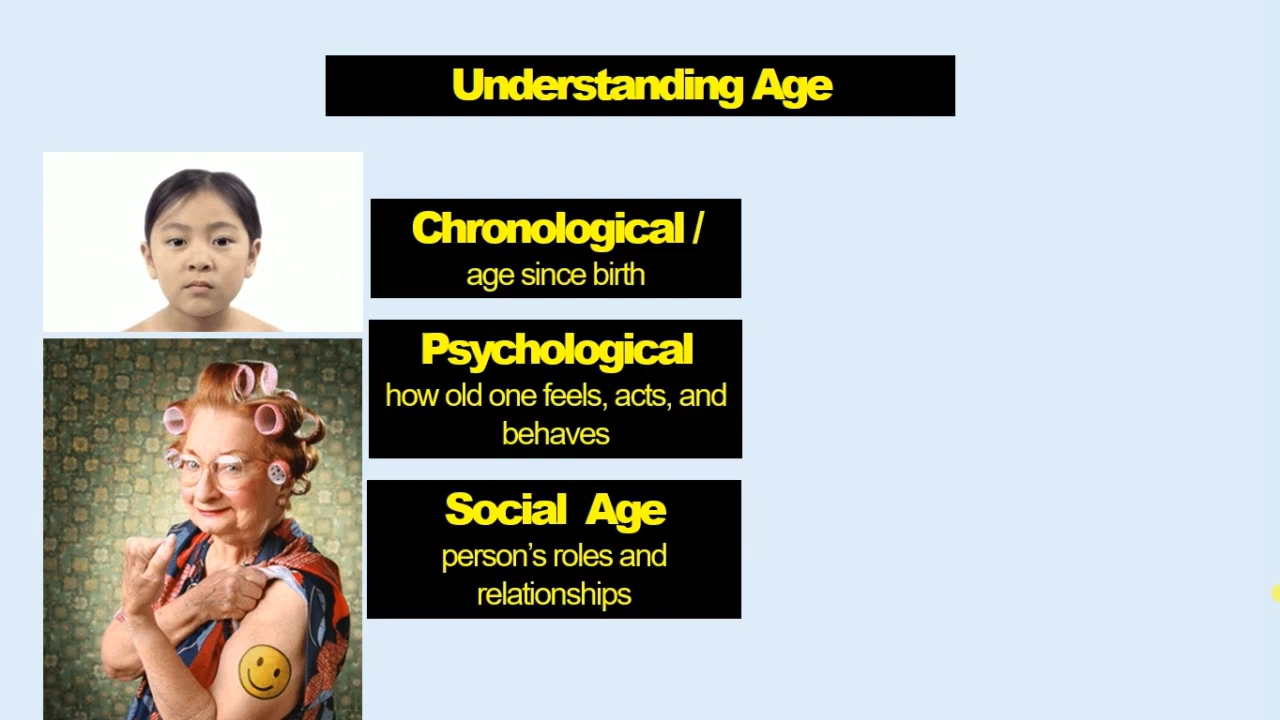 Understanding Age
Chronological /
age since birth
Psychological
how old one feels, acts, and
behaves
Social Age
person’s roles and
relationships